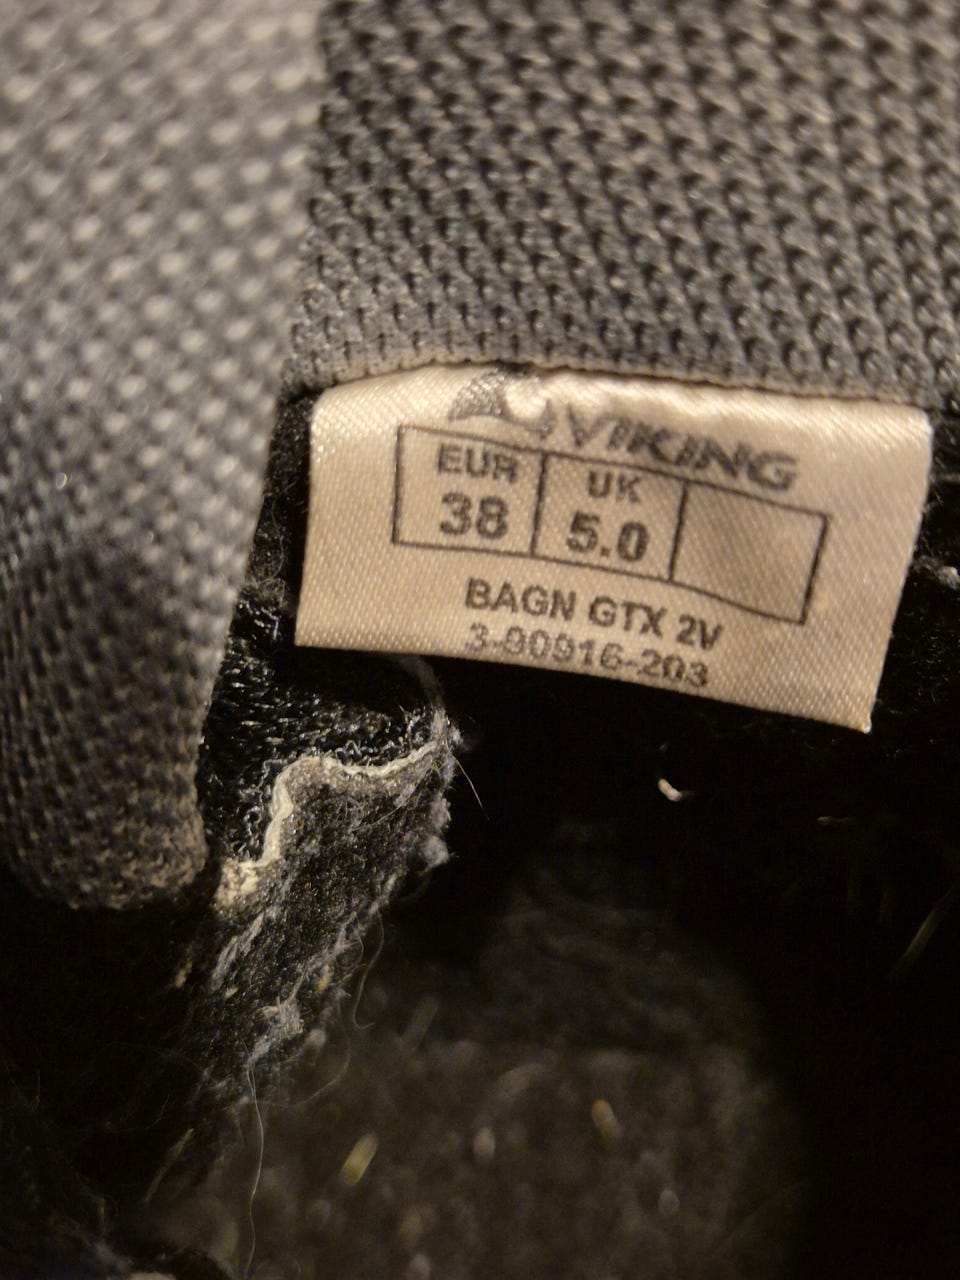 VIKING
EUR UK
38 5.0
BAGN GTX 2V
3-90916-203